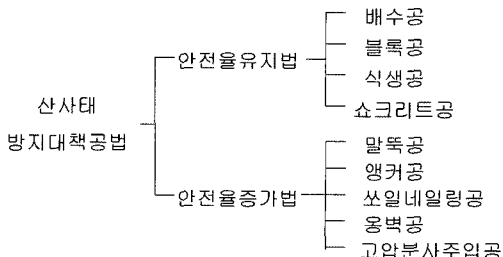 산사태
방지대책공법
안전율유지법
배수공
블록공
식생공
쇼크리트공
안전율증가법
말뚝공
앵커공
쏘일네일링공
옹벽공
고압분사주입공